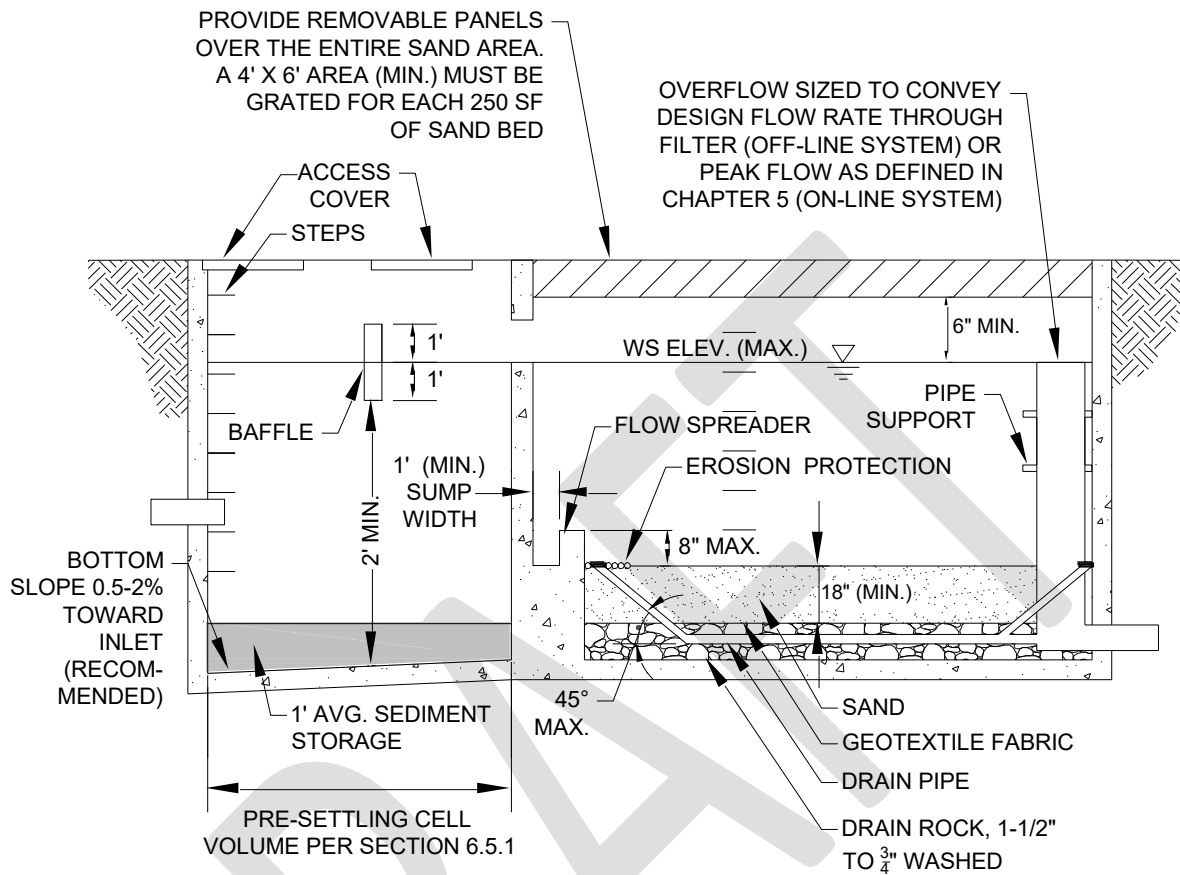 PROVIDE REMOVABLE PANELS
OVER THE ENTIRE SAND AREA.
A 4' X 6' AREA (MIN.) MUST BE
GRATED FOR EACH 250 SF
OF SAND BED
OVERFLOW SIZED TO CONVEY
DESIGN FLOW RATE THROUGH
FILTER (OFF-LINE SYSTEM) OR
PEAK FLOW AS DEFINED IN
CHAPTER 5 (ON-LINE SYSTEM)
ACCESS
COVER
STEPS
6" MIN.
1'
WS ELEV. (MAX.)
1'
PIPE
SUPPORT
BAFFLE
FLOW SPREADER
1' (MIN.)
SUMP
WIDTH
EROSION PROTECTION
2' MIN.
8" MAX.
BOTTOM
SLOPE 0.5-2%
TOWARD
INLET
(RECOM-
MENDED)
18" (MIN.)
45°
MAX.
1' AVG. SEDIMENT
STORAGE
SAND
GEOTEXTILE FABRIC
DRAIN PIPE
DRAIN ROCK, 1-1/2"
TO 3/4" WASHED
PRE-SETTLING CELL
VOLUME PER SECTION 6.5.1
DRAFT